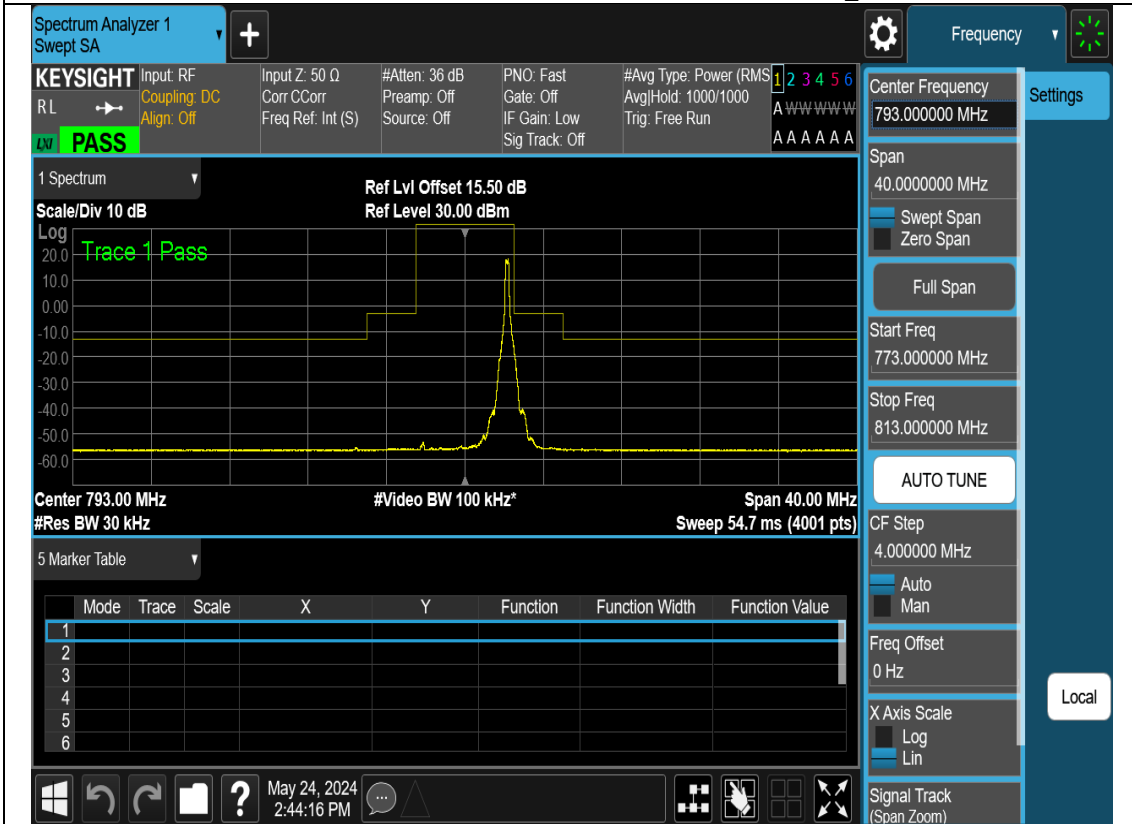 Spectrum Analyzer 1
Swept SA
+
Frequency
KEYSIGHT
RL
LXI PASS
Input: RF
Coupling: DC
Align: Off
Input Z: 50 Ω
Corr CCorr
Freq Ref: Int (S)
#Atten: 36 dB
Preamp: Off
Source: Off
PNO: Fast
Gate: Off
IF Gain: Low
Sig Track: Off
#Avg Type: Power (RMS
Avg|Hold: 1000/1000
Trig: Free Run
1 2 3 4 5 6
A W W W W W
A A A A A A
Center Frequency
793.000000 MHz
Settings
Span
40.0000000 MHz
Swept Span
Zero Span
Full Span
Start Freq
773.000000 MHz
Stop Freq
813.000000 MHz
AUTO TUNE
CF Step
4.000000 MHz
Auto
Man
Freq Offset
0 Hz
X Axis Scale
Log
Lin
Signal Track
(Span Zoom)
Local
1 Spectrum
Scale/Div 10 dB
Ref Lvl Offset 15.50 dB
Ref Level 30.00 dBm
Log
Trace 1 Pass
20.0
10.0
0.00
-10.0
-20.0
-30.0
-40.0
-50.0
-60.0
Center 793.00 MHz
#Video BW 100 kHz*
Span 40.00 MHz
#Res BW 30 kHz
Sweep 54.7 ms (4001 pts)
5 Marker Table
Mode Trace Scale X Y Function Function Width Function Value
1
2
3
4
5
6
?
May 24, 2024
2:44:16 PM